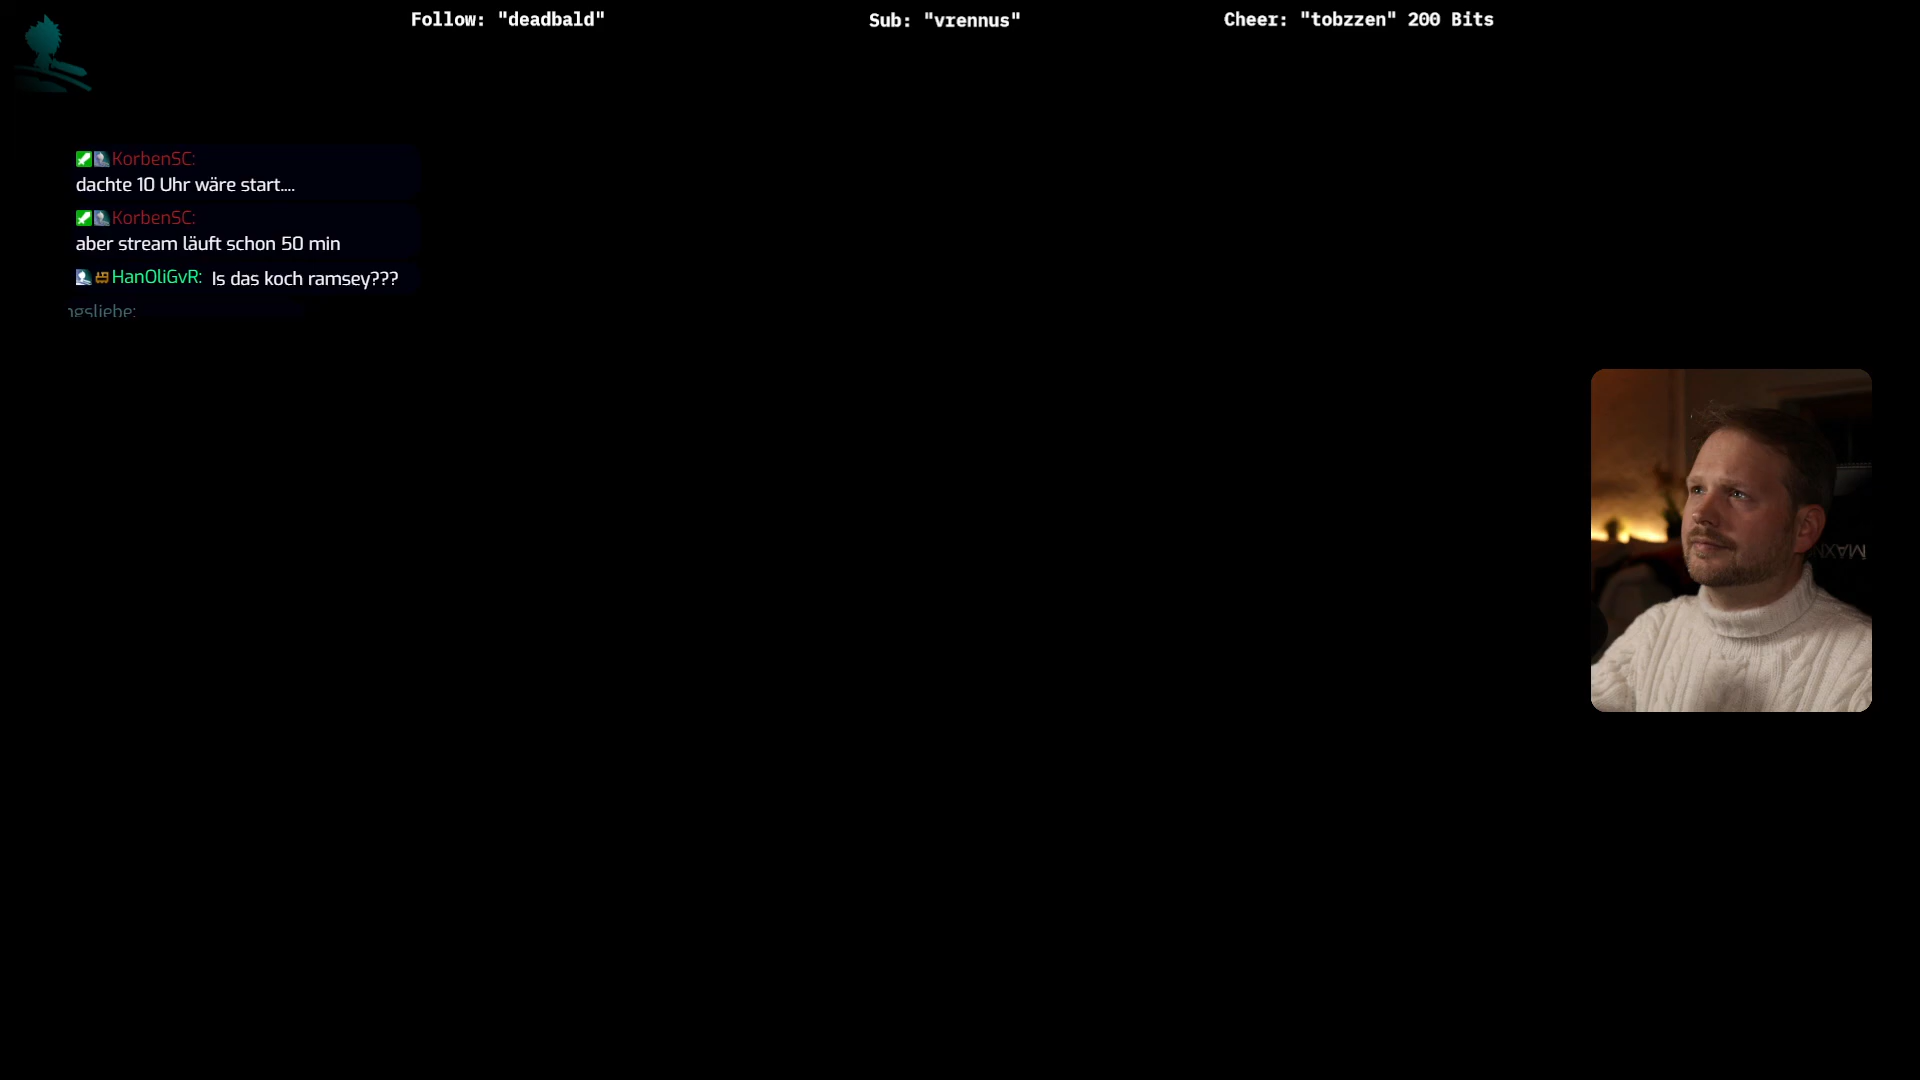 Follow: "deadbald"
Sub: "vrennus"
Cheer: "tobzzen" 200 Bits
KorbenSC:
dachte 10 Uhr wäre start....
KorbenSC:
aber stream läuft schon 50 min
HanOliGvR: Is das koch ramsey???